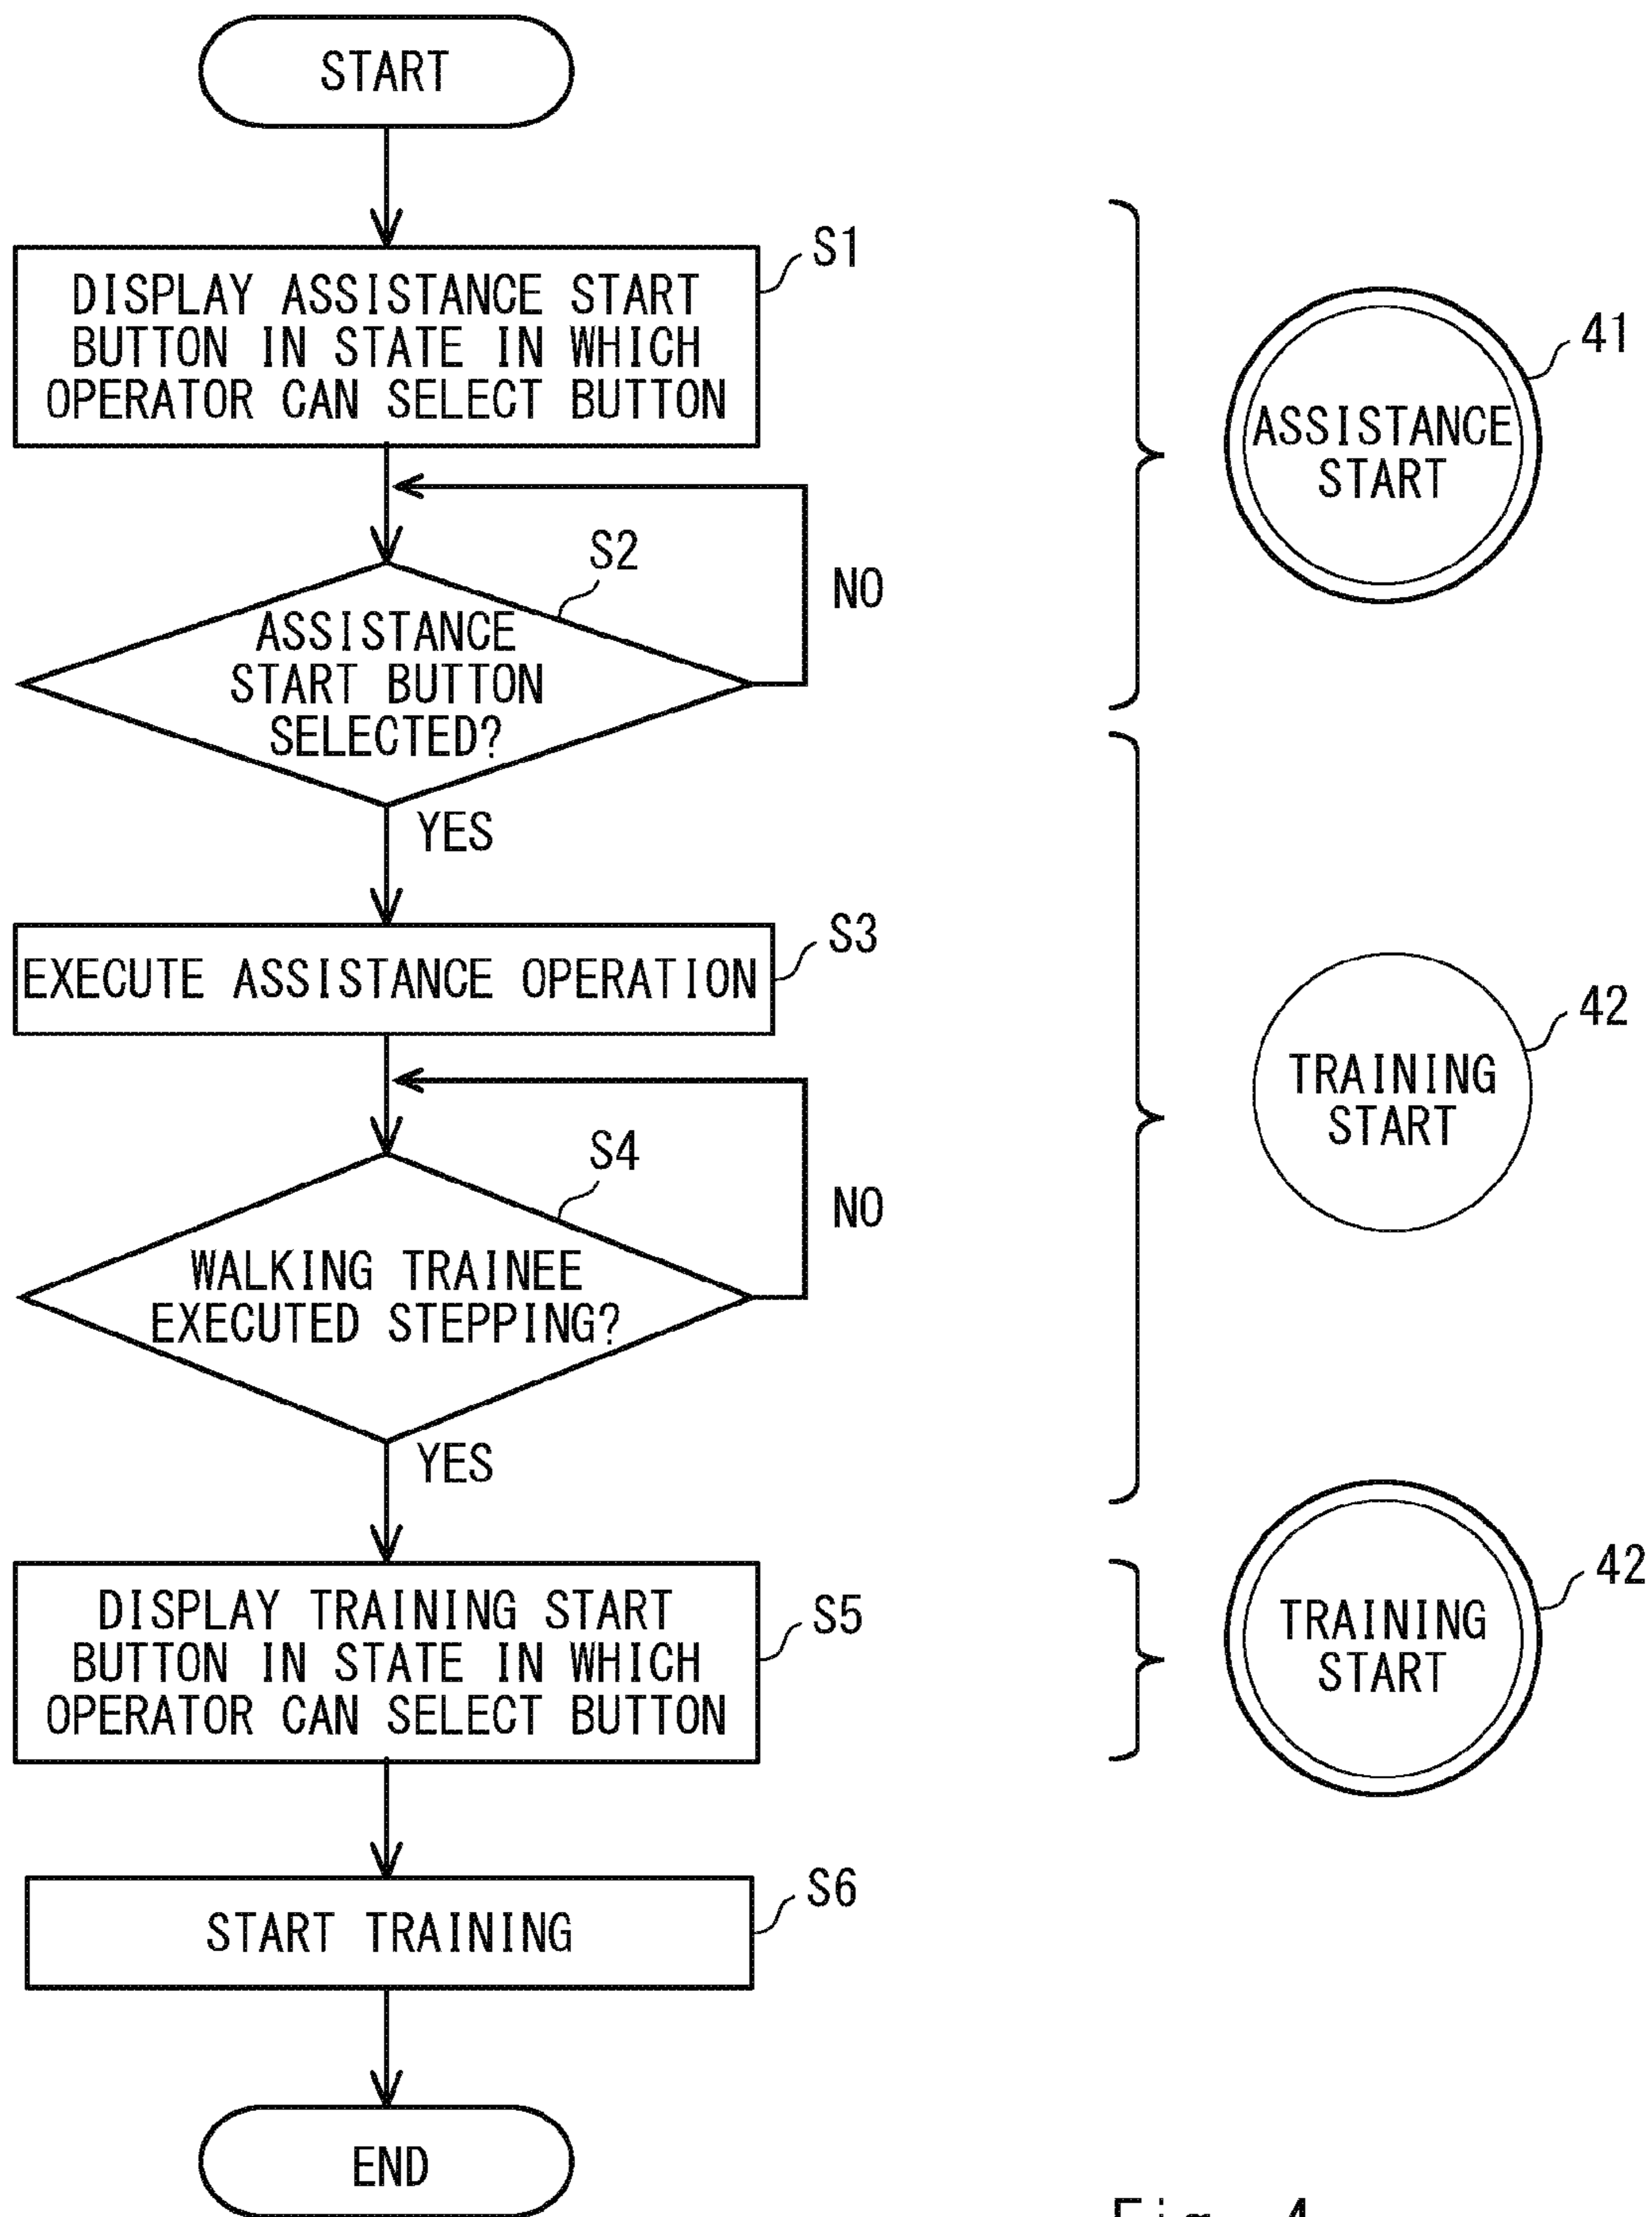 START
S1
DISPLAY ASSISTANCE START
BUTTON IN STATE IN WHICH
OPERATOR CAN SELECT BUTTON
S2
NO
ASSISTANCE
START BUTTON
SELECTED?
YES
S3
EXECUTE ASSISTANCE OPERATION
S4
NO
WALKING TRAINEE
EXECUTED STEPPING?
YES
S5
DISPLAY TRAINING START
BUTTON IN STATE IN WHICH
OPERATOR CAN SELECT BUTTON
S6
START TRAINING
END
41
ASSISTANCE
START
42
TRAINING
START
42
TRAINING
START
Fig. 4